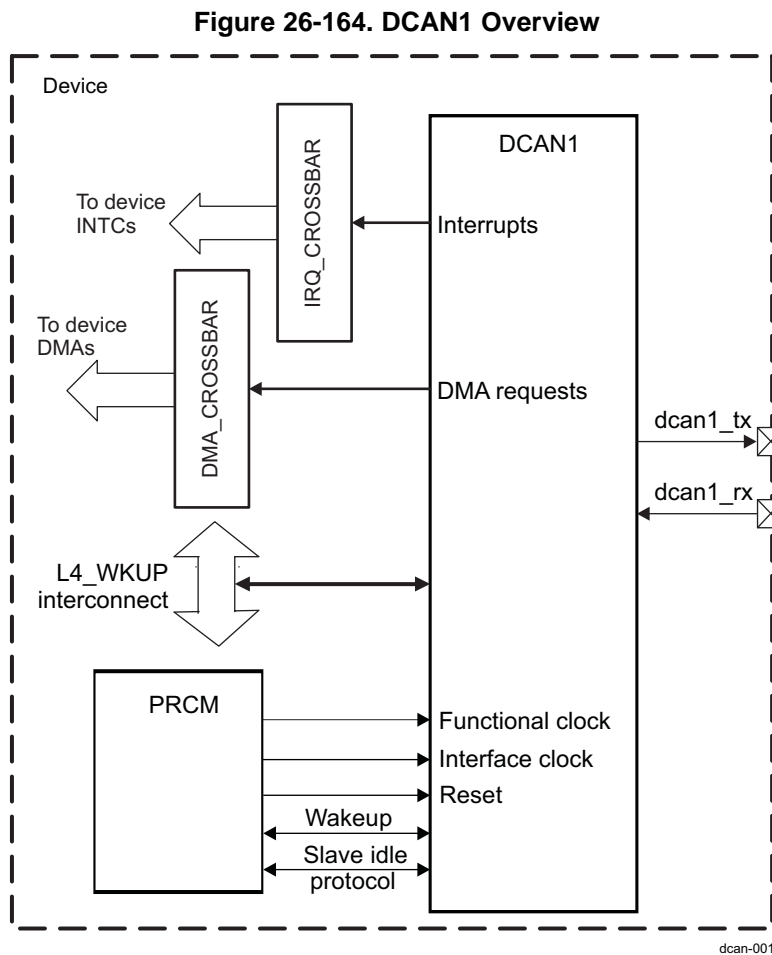 Figure 26-164. DCAN1 Overview
Device
DCAN1
IRQ_CROSSBAR
To device
INTCs
Interrupts
DMA_CROSSBAR
To device
DMAs
DMA requests
dcan1_tx
dcan1_rx
L4_WKUP
interconnect
PRCM
Functional clock
Interface clock
Reset
Wakeup
Slave idle
protocol
dcan-001